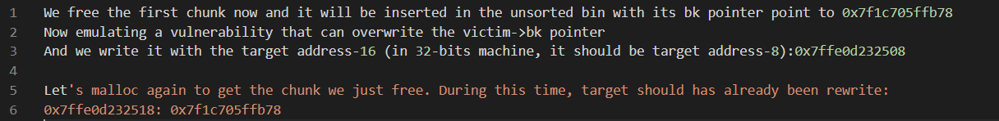 1 We free the first chunk now and it will be inserted in the unsorted bin with its bk pointer point to 0x7f1c705ffb78
2 Now emulating a vulnerability that can overwrite the victim->bk pointer
3 And we write it with the target address-16 (in 32-bits machine, it should be target address-8):0x7ffe0d232508
4
5 Let's malloc again to get the chunk we just free. During this time, target should has already been rewrite:
6 0x7ffe0d232518: 0x7f1c705ffb78